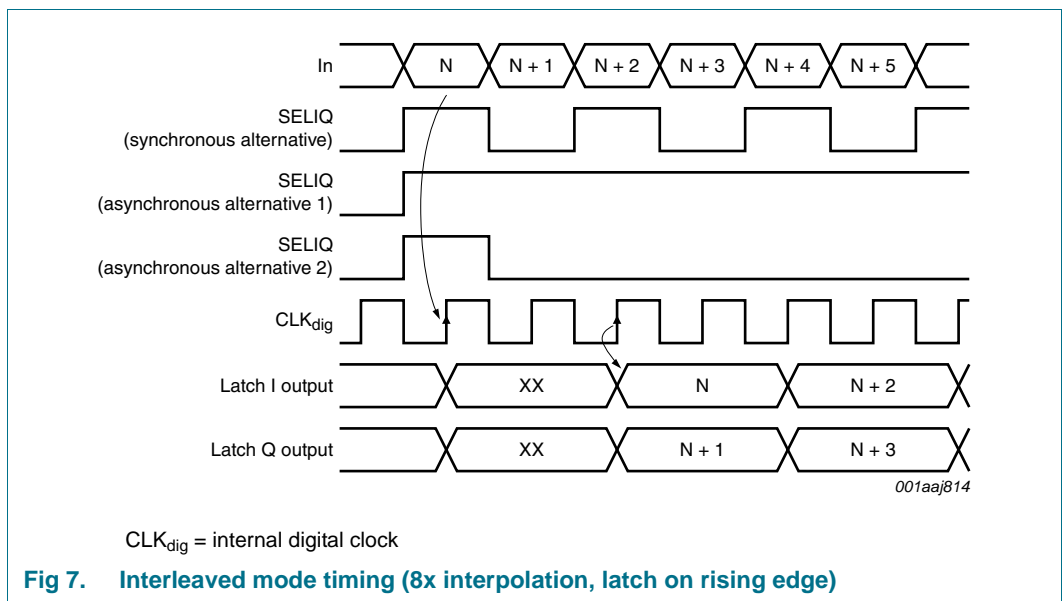 In N N + 1 N + 2 N + 3 N + 4 N + 5
SELIQ
(synchronous alternative)
SELIQ
(asynchronous alternative 1)
SELIQ
(asynchronous alternative 2)
CLKdig
Latch I output XX N N + 2
Latch Q output XX N + 1 N + 3
001aaj814
CLKdig = internal digital clock
Fig 7. Interleaved mode timing (8x interpolation, latch on rising edge)